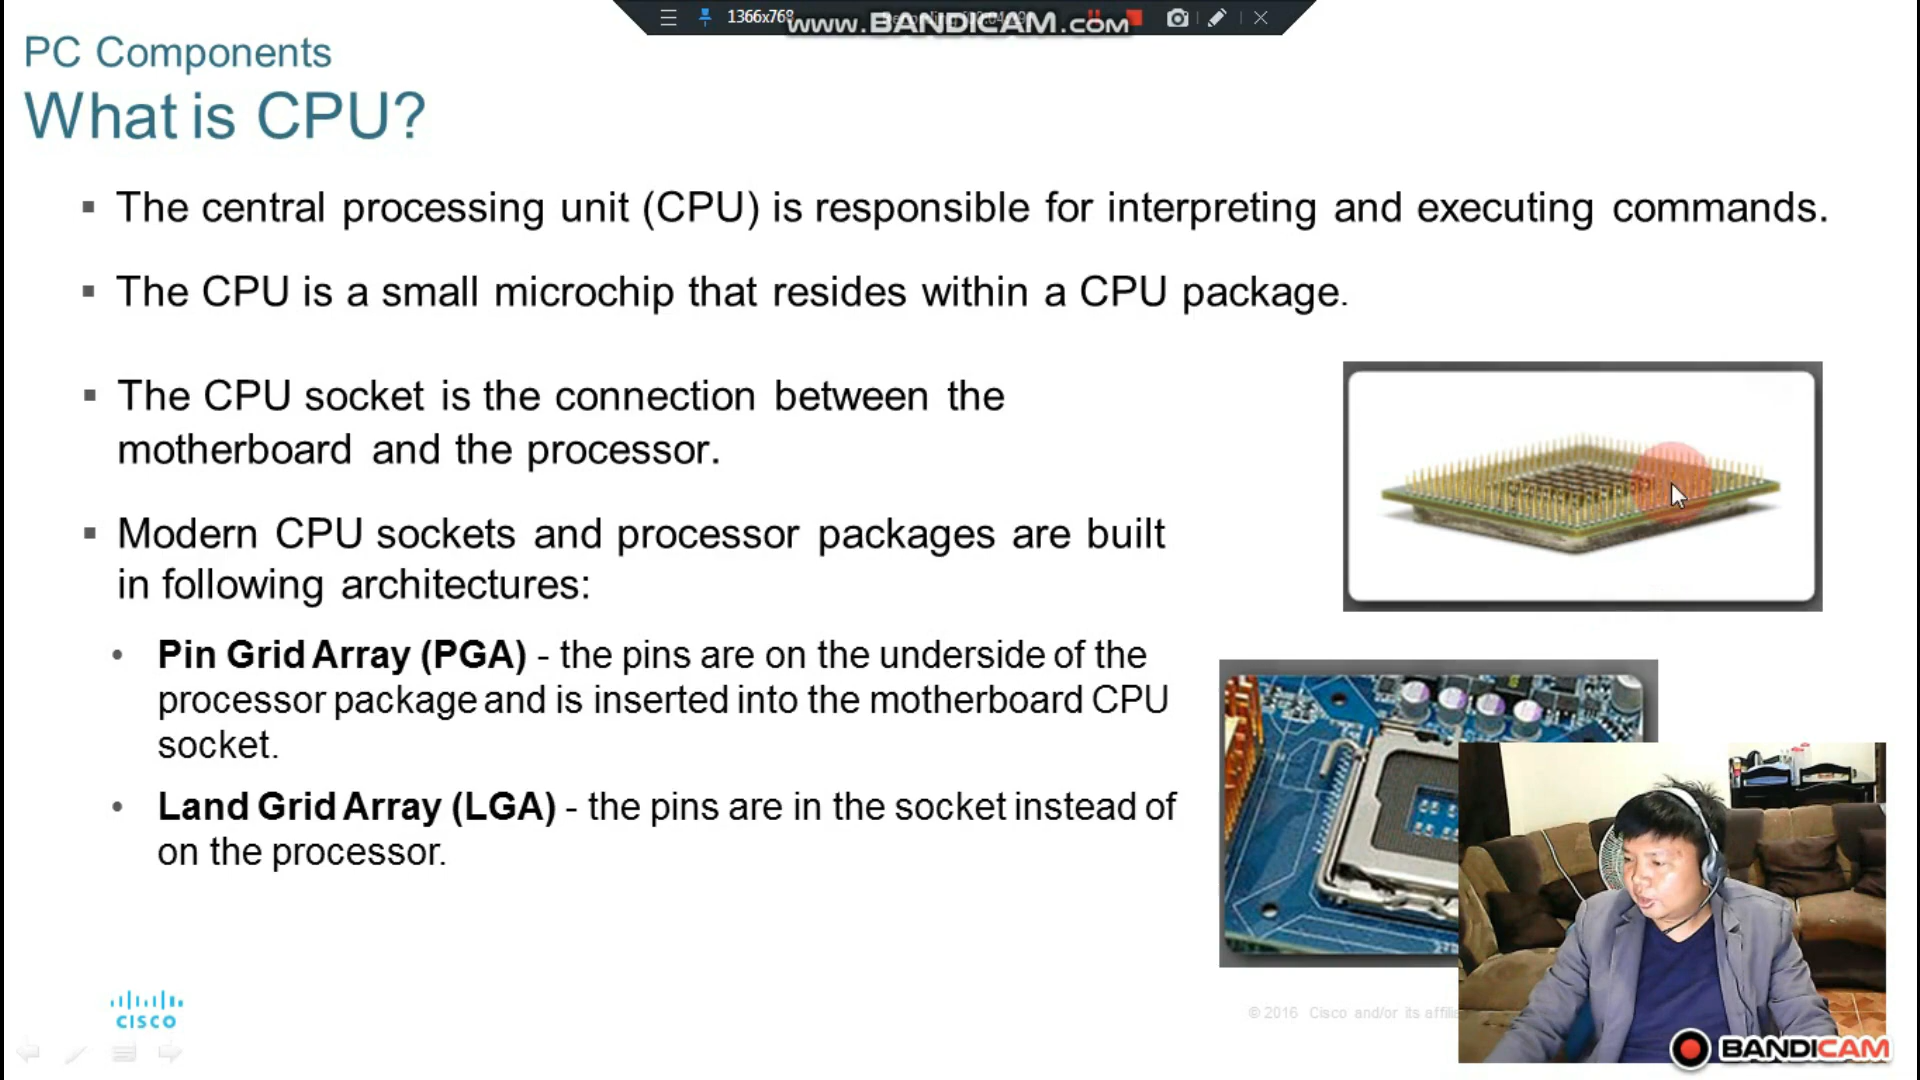 1366x768
www.BANDICAM.com
PC Components
What is CPU?
▪ The central processing unit (CPU) is responsible for interpreting and executing commands.
▪ The CPU is a small microchip that resides within a CPU package.
▪ The CPU socket is the connection between the
motherboard and the processor.
▪ Modern CPU sockets and processor packages are built
in following architectures:
• Pin Grid Array (PGA) - the pins are on the underside of the
processor package and is inserted into the motherboard CPU
socket.
• Land Grid Array (LGA) - the pins are in the socket instead of
on the processor.
CISCO
© 2016 Cisco and/or its
BANDICAM